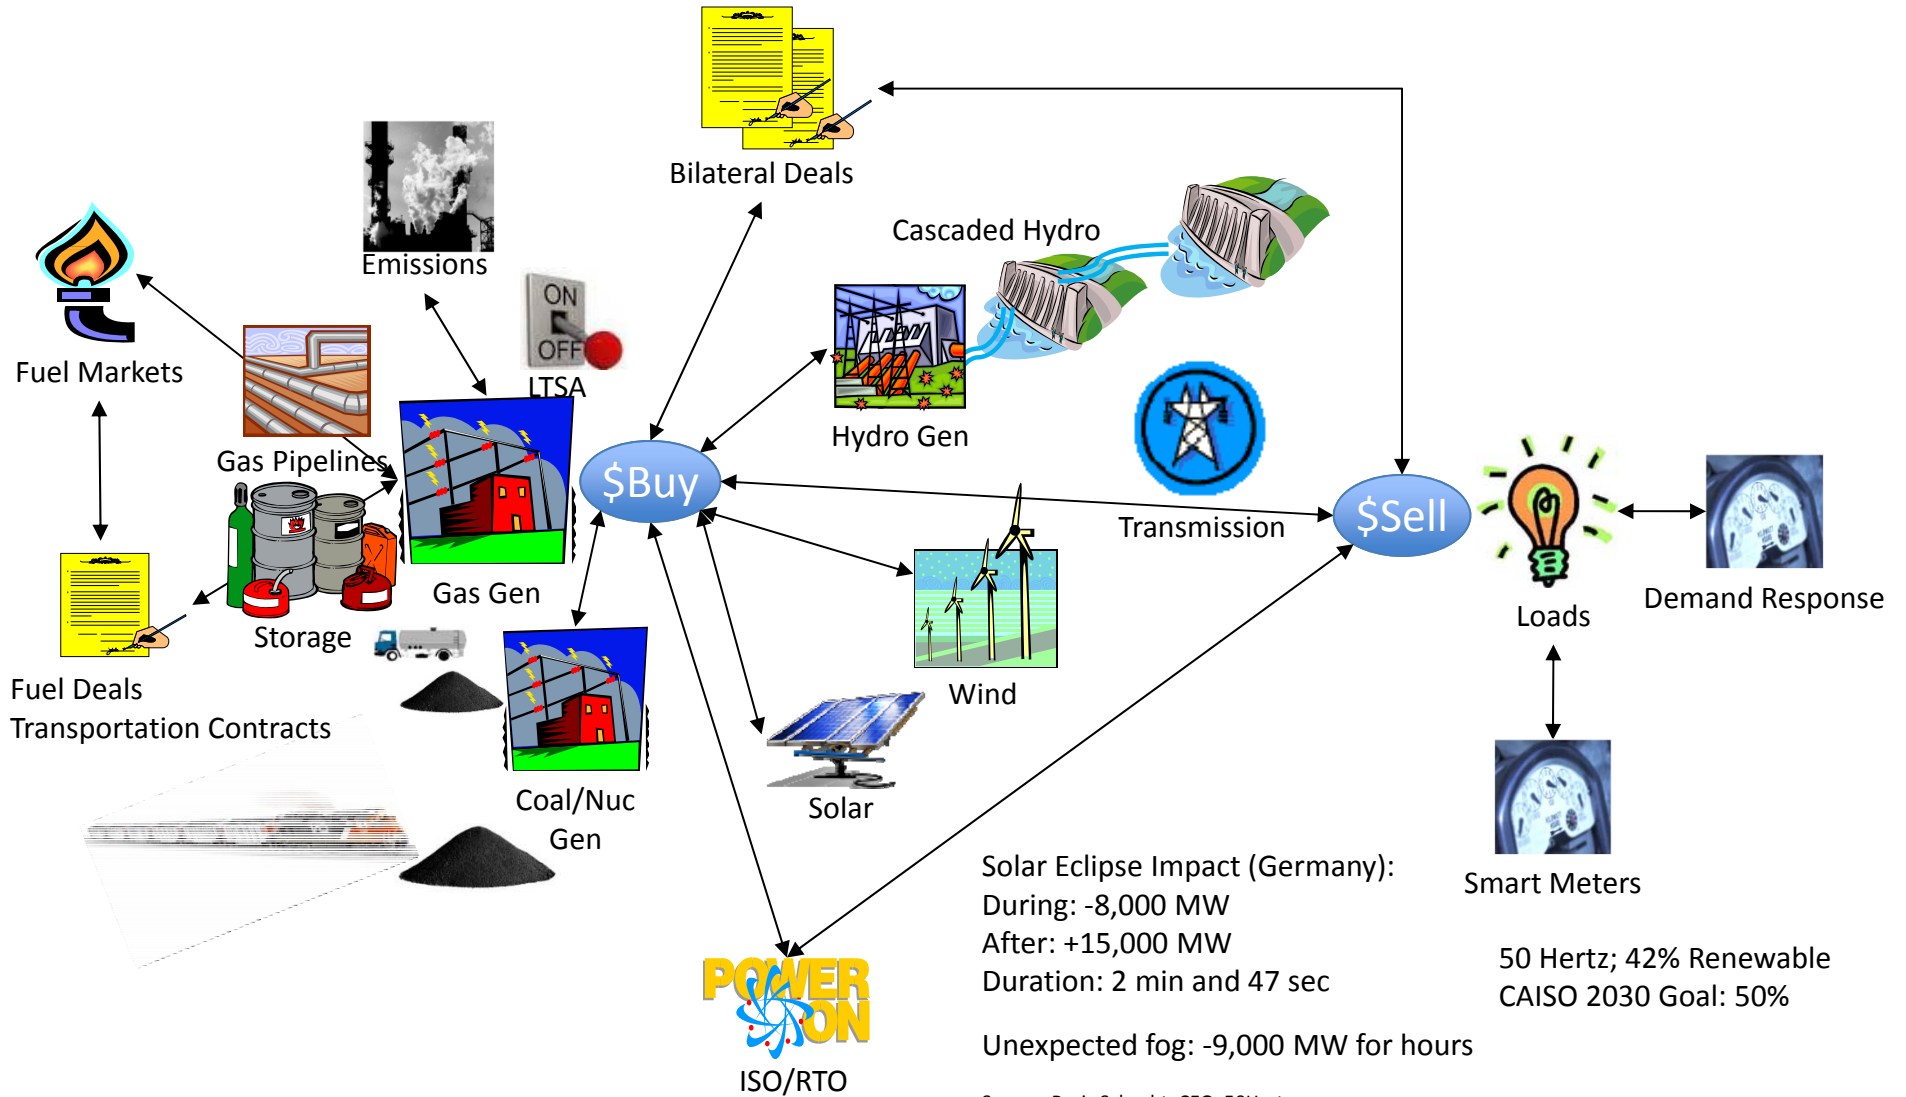 Bilateral Deals
Cascaded Hydro
Emissions
ON
OFF
LTSA
Fuel Markets
Gas Pipelines
Hydro Gen
$Buy
$Sell
Transmission
Gas Gen
Storage
Loads
Demand Response
Fuel Deals
Transportation Contracts
Wind
Solar
Coal/Nuc
Gen
Smart Meters
Solar Eclipse Impact (Germany):
During: -8,000 MW
After: +15,000 MW
Duration: 2 min and 47 sec
50 Hertz; 42% Renewable
CAISO 2030 Goal: 50%
Unexpected fog: -9,000 MW for hours
POWER
ON
ISO/RTO